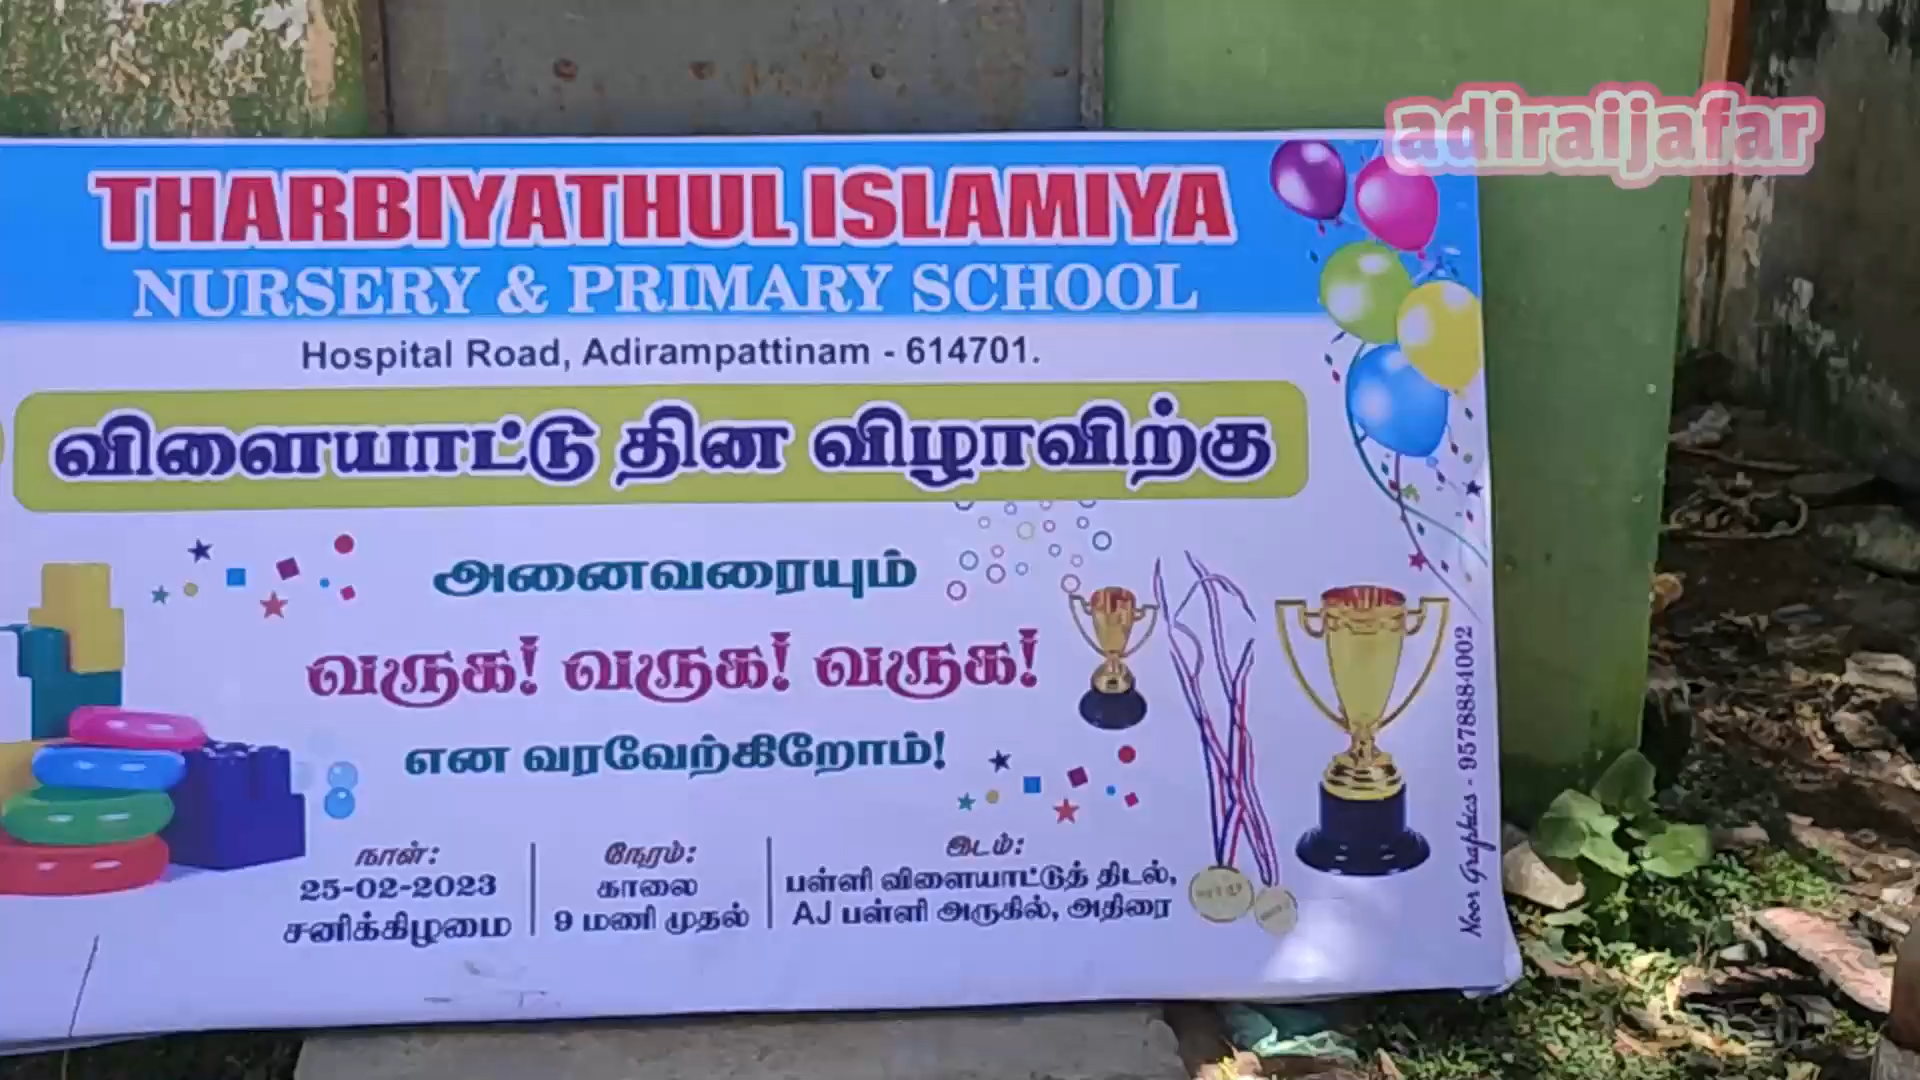 adiraijafar
THARBIYATHUL ISLAMIYA
NURSERY & PRIMARY SCHOOL
Hospital Road, Adirampattinam - 614701.
விளையாட்டு தின விழாவிற்கு
அனைவரையும்
வருக! வருக! வருக!
என வரவேற்கிறோம்!
நாள்:
25-02-2023
சனிக்கிழமை
நேரம்:
காலை
9 மணி முதல்
இடம்:
பள்ளி விளையாட்டுத் திடல்,
AJ பள்ளி அருகில், அதிரை
Noor Graphics - 9578884002